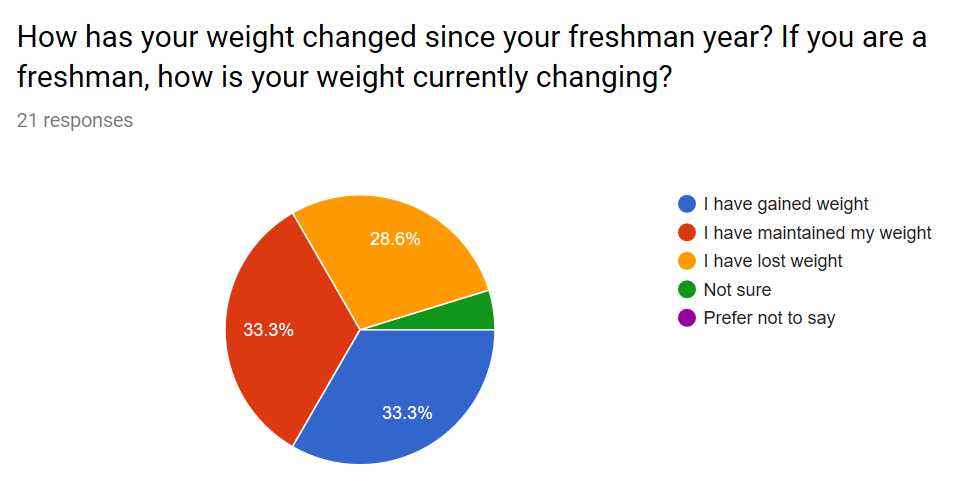 How has your weight changed since your freshman year? If you are a
freshman, how is your weight currently changing?
21 responses
28.6%
33.3%
33.3%
I have gained weight
I have maintained my weight
I have lost weight
Not sure
Prefer not to say